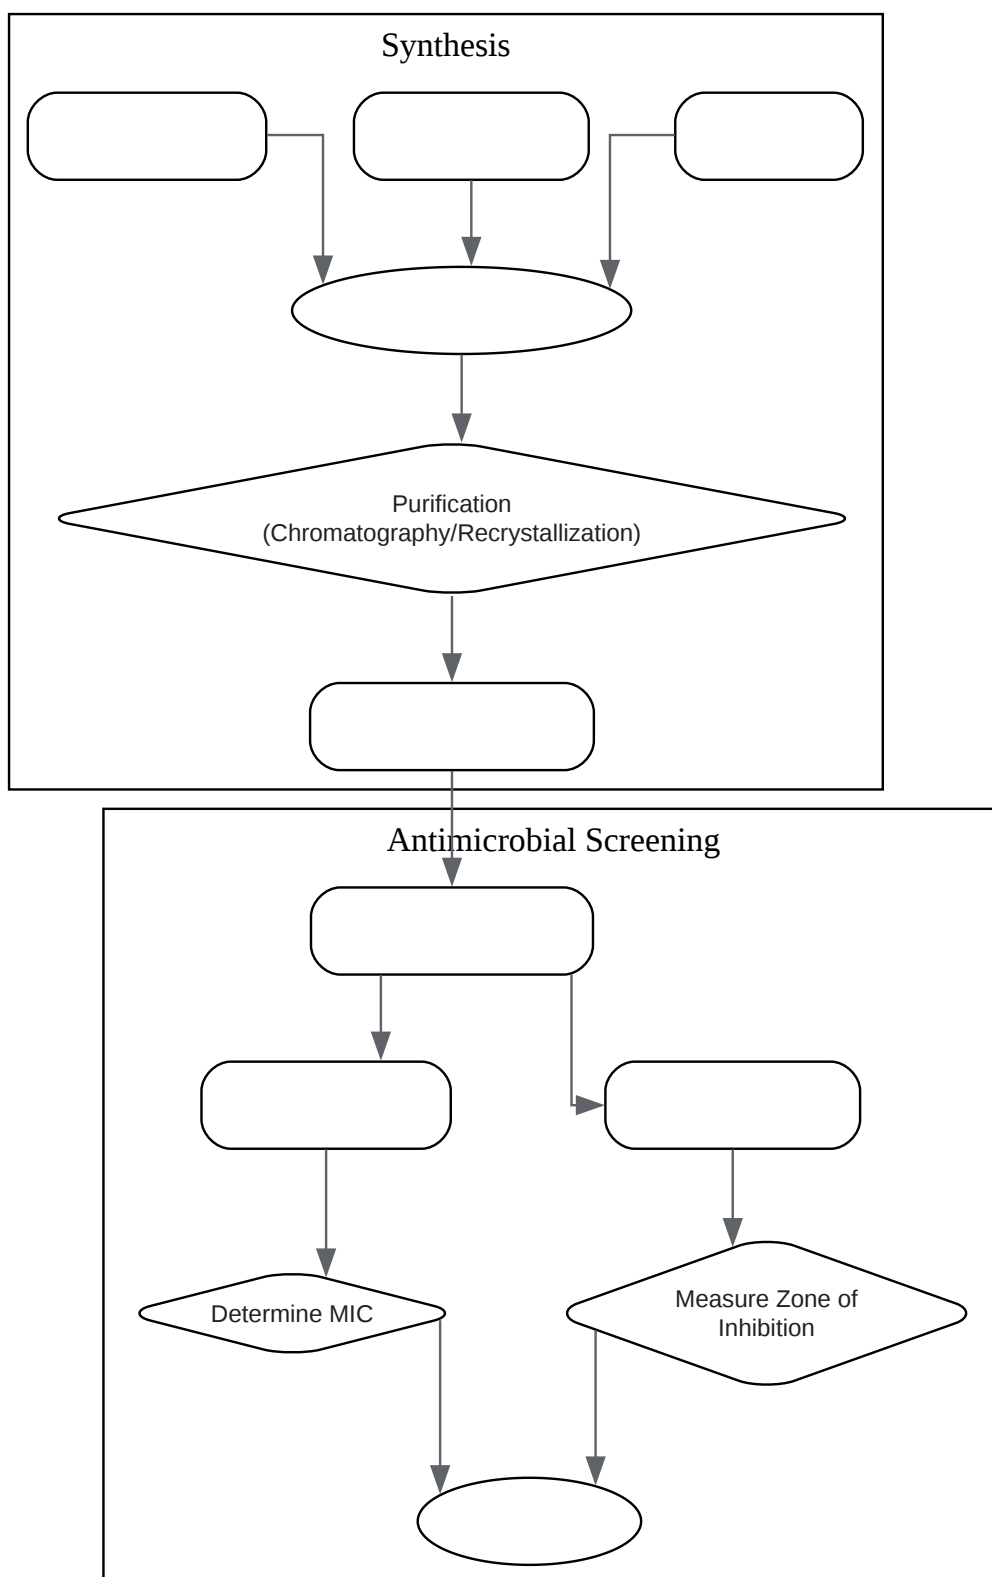 Synthesis
Purification
(Chromatography/Recrystallization)
Antimicrobial Screening
Determine MIC
Measure Zone of
Inhibition